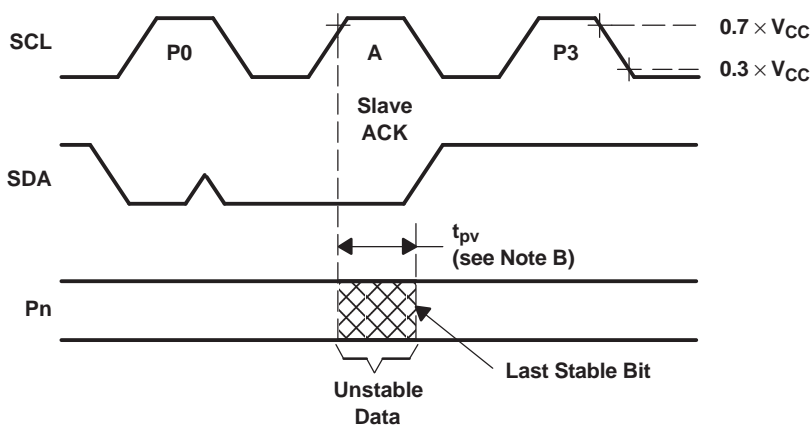 SCL
P0
A
P3
0.7 × VCC
0.3 × VCC
Slave
ACK
SDA
tpv
(see Note B)
Pn
Last Stable Bit
Unstable
Data